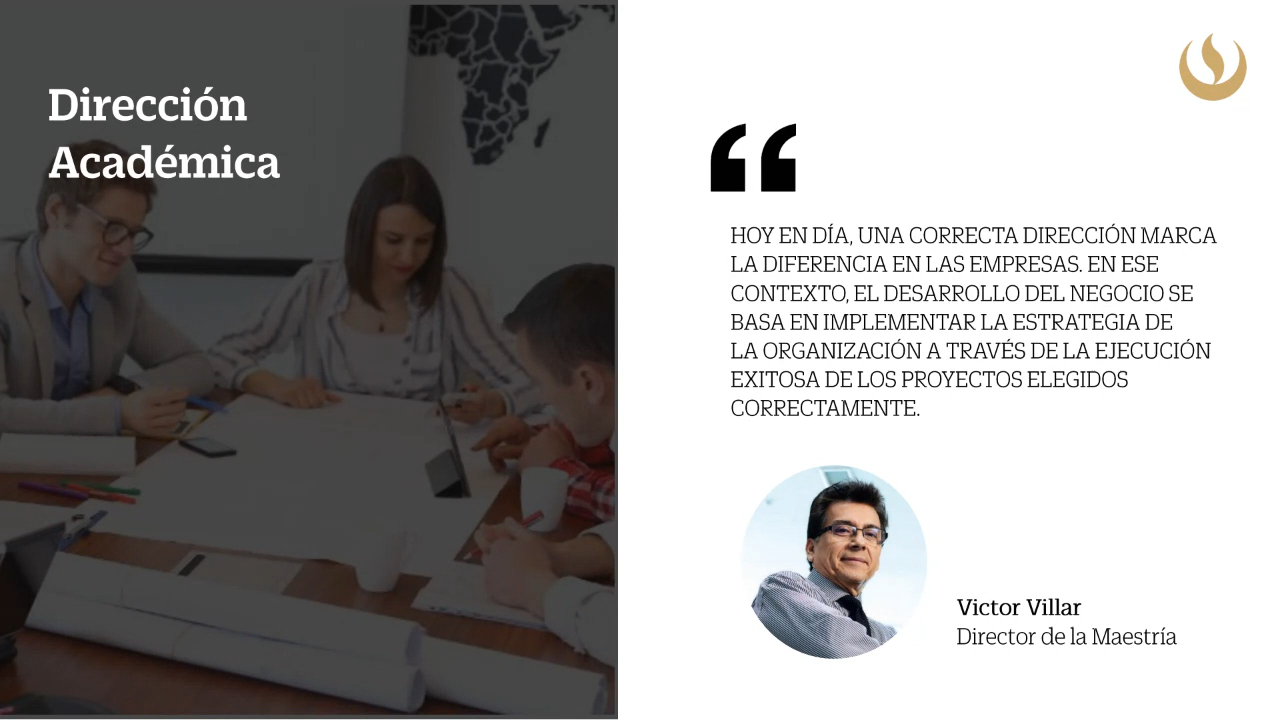 Dirección
Académica
HOY EN DÍA, UNA CORRECTA DIRECCIÓN MARCA
LA DIFERENCIA EN LAS EMPRESAS. EN ESE
CONTEXTO, EL DESARROLLO DEL NEGOCIO SE
BASA EN IMPLEMENTAR LA ESTRATEGIA DE
LA ORGANIZACIÓN A TRAVÉS DE LA EJECUCIÓN
EXITOSA DE LOS PROYECTOS ELEGIDOS
CORRECTAMENTE.
Victor Villar
Director de la Maestría